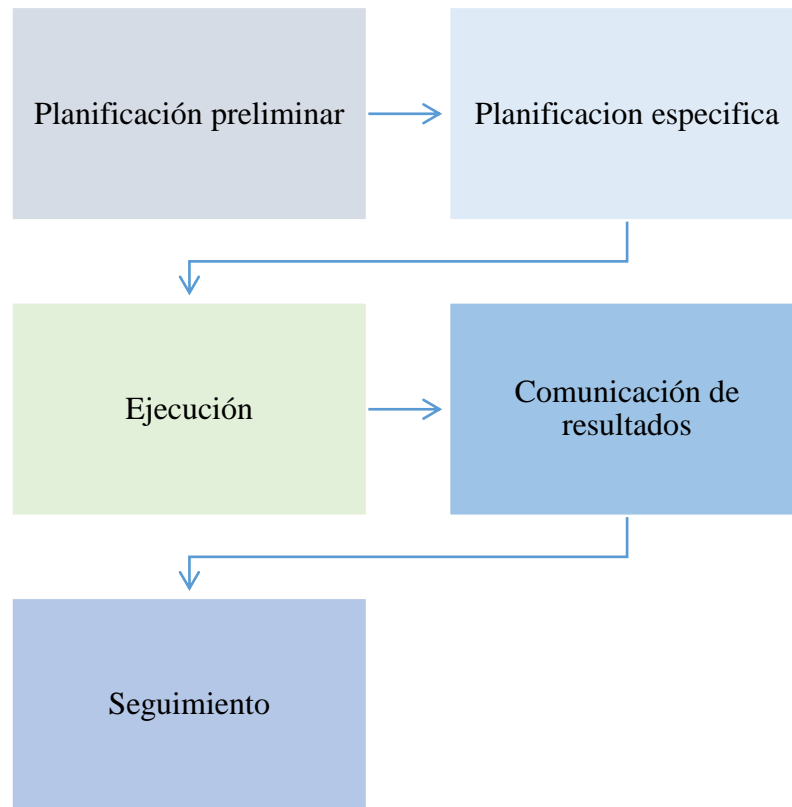 Planificación preliminar
Planificacion especifica
Ejecución
Comunicación de
resultados
Seguimiento